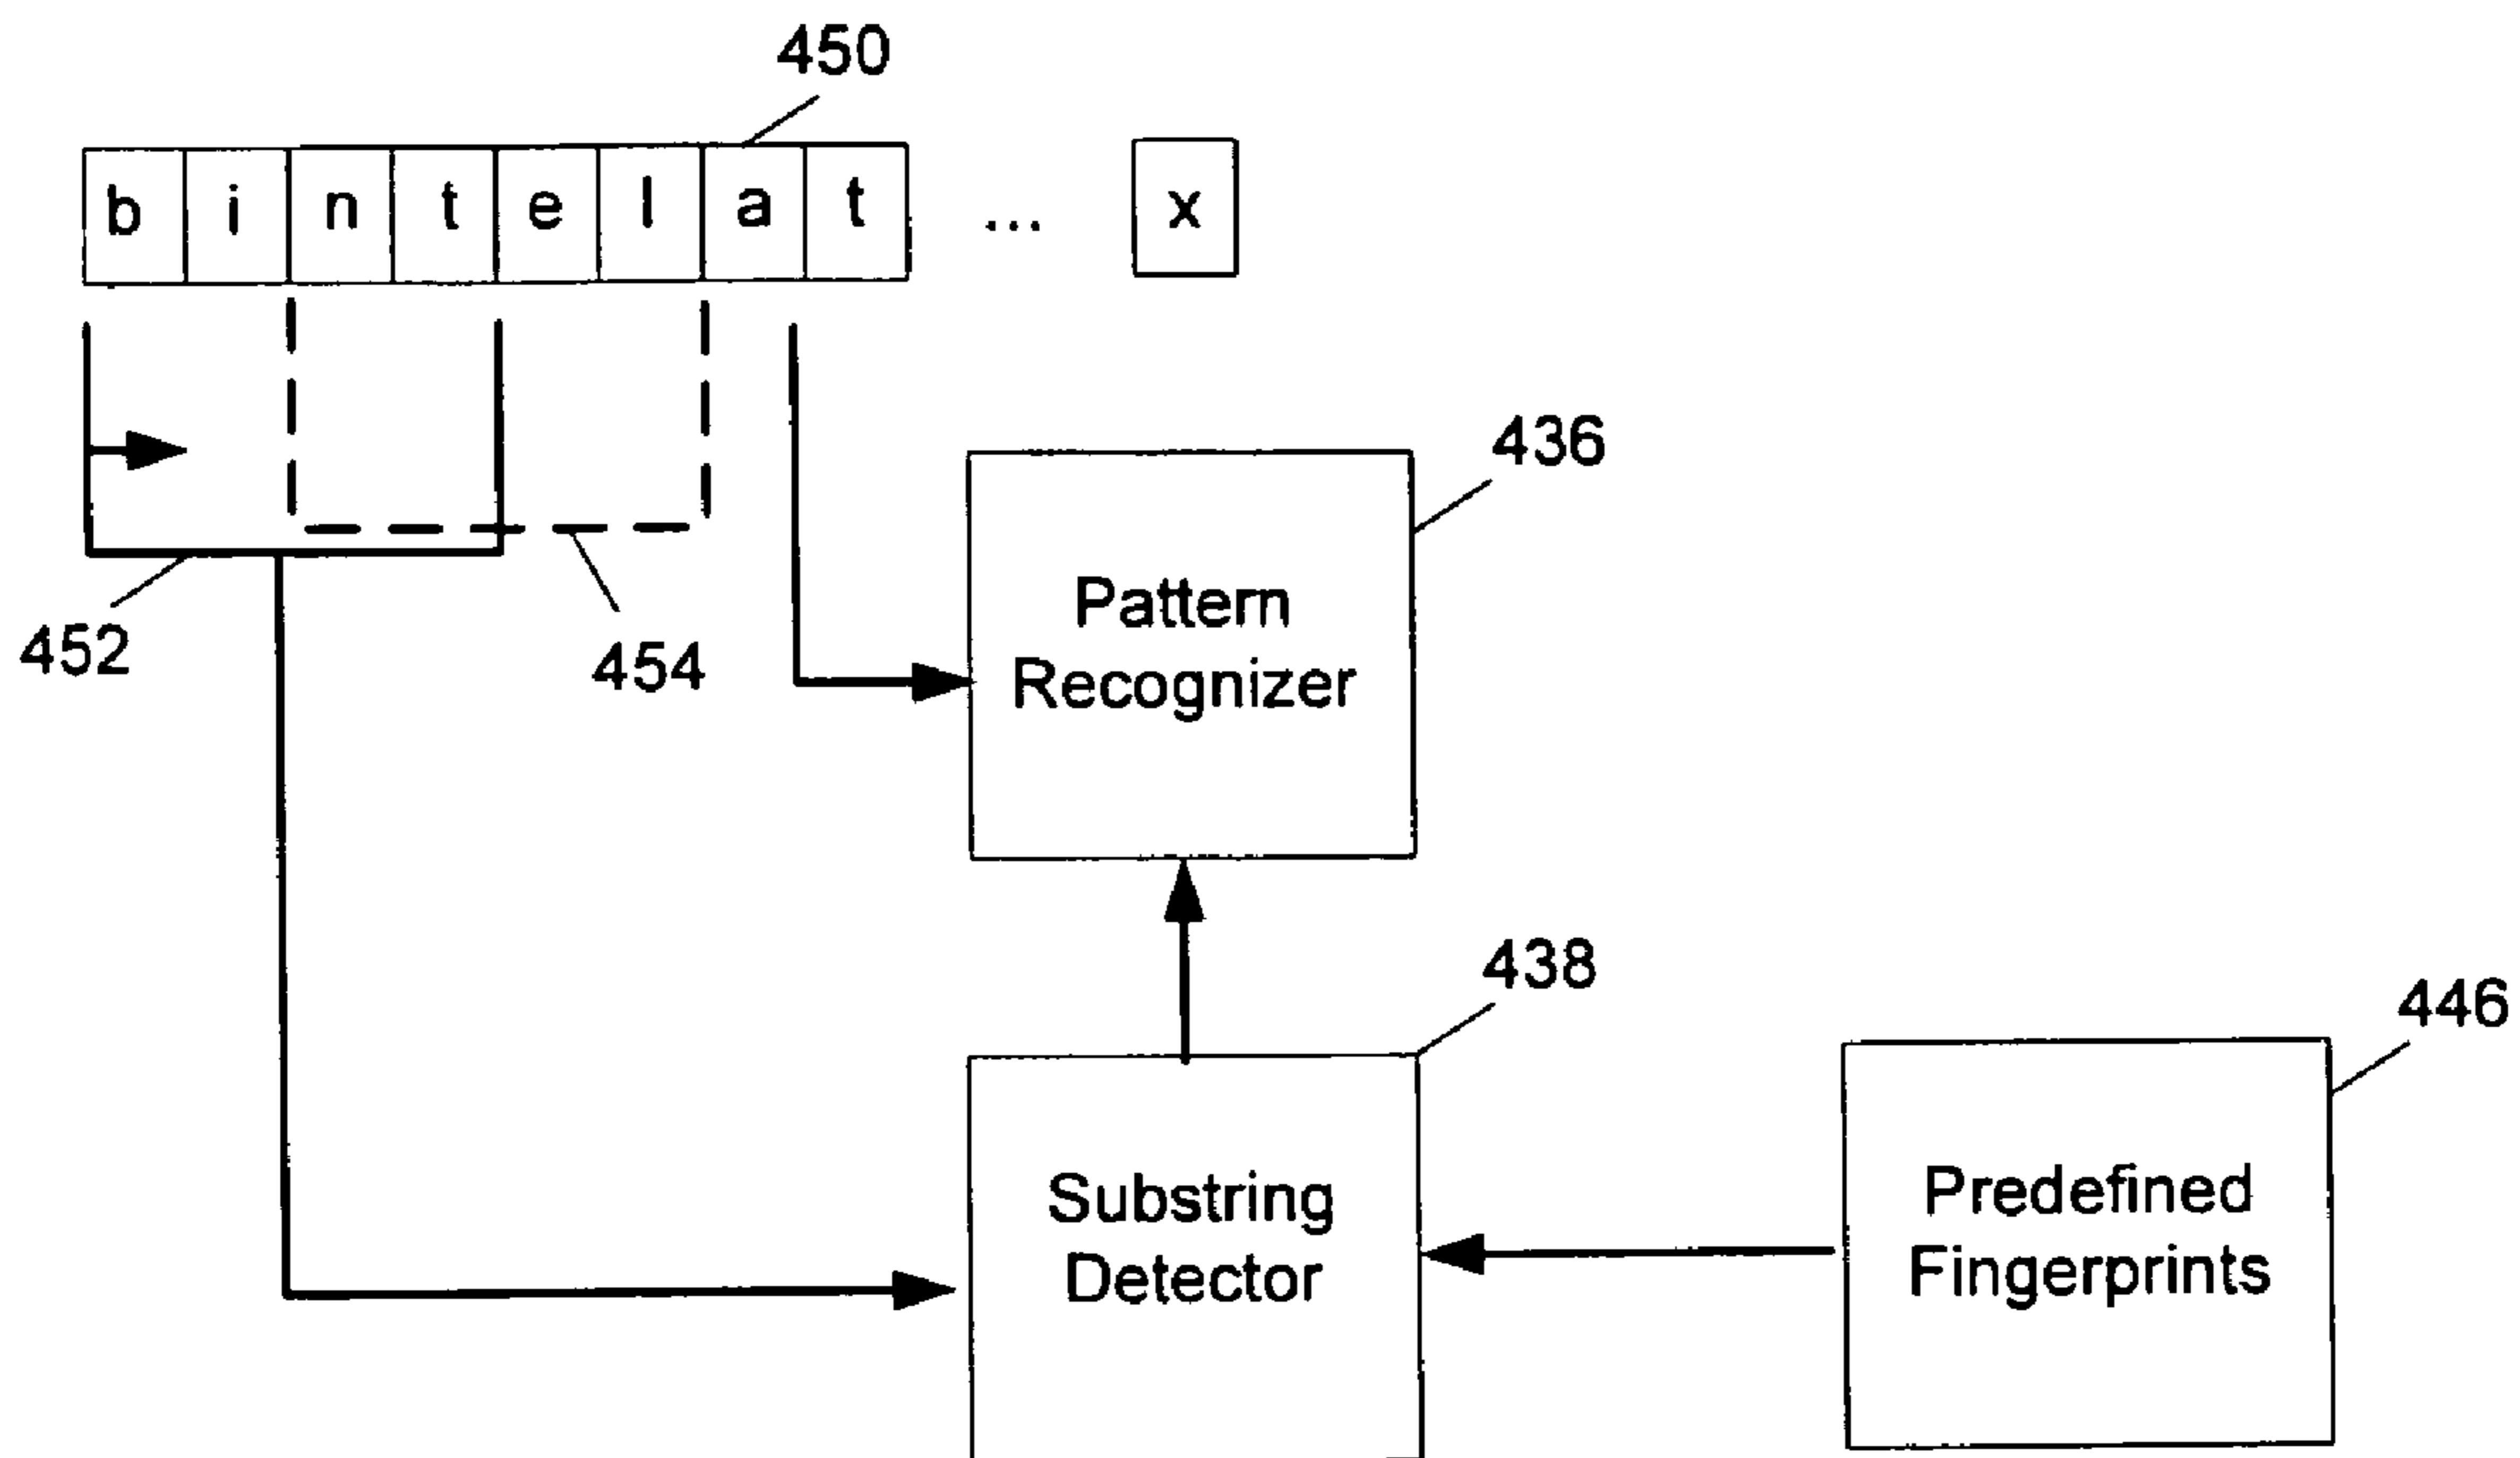 450
b i n t e l a t ... x
436
Pattern
Recognizer
452
454
438
446
Substring
Detector
Predefined
Fingerprints